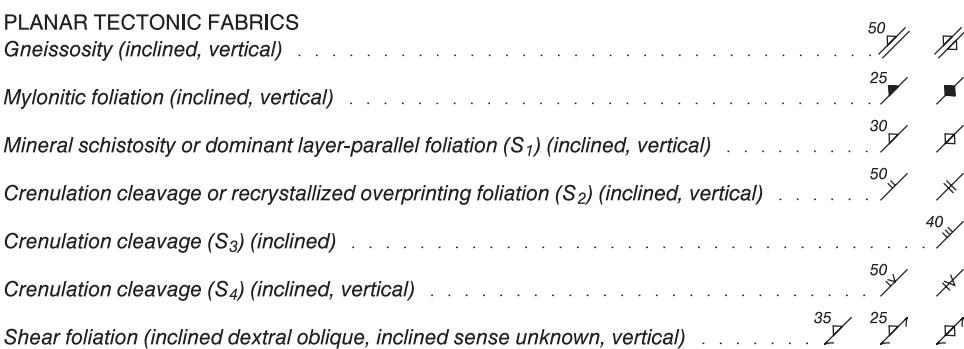 PLANAR TECTONIC FABRICS
Gneissosity (inclined, vertical) . . . . . . . . . . . . . . . . . . . . . . . . . . . . . . . . . . . . . . . . . . 50
Mylonitic foliation (inclined, vertical) . . . . . . . . . . . . . . . . . . . . . . . . . . . . . . . . . . . . . . 25
Mineral schistosity or dominant layer-parallel foliation (S1) (inclined, vertical) . . . . . . . . . 30
Crenulation cleavage or recrystallized overprinting foliation (S2) (inclined, vertical) . . . . . . 50
Crenulation cleavage (S3) (inclined) . . . . . . . . . . . . . . . . . . . . . . . . . . . . . . . . . . . . . . . . . 40
Crenulation cleavage (S4) (inclined, vertical) . . . . . . . . . . . . . . . . . . . . . . . . . . . . . . . 50
Shear foliation (inclined dextral oblique, inclined sense unknown, vertical) . . . . . . . 35 25